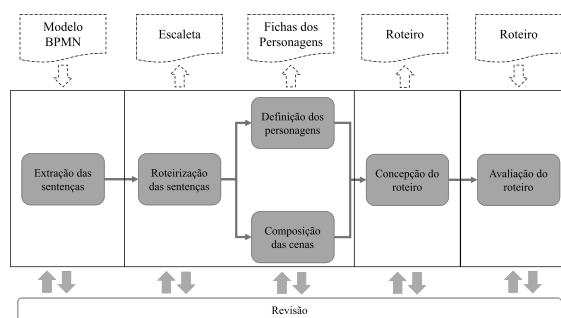 Modelo
BPMN
Escaleta
Fichas dos
Personagens
Roteiro
Roteiro
Extração das
sentenças
Roteirização
das sentenças
Definição dos
personagens
Composição
das cenas
Concepção do
roteiro
Avaliação do
roteiro
Revisão